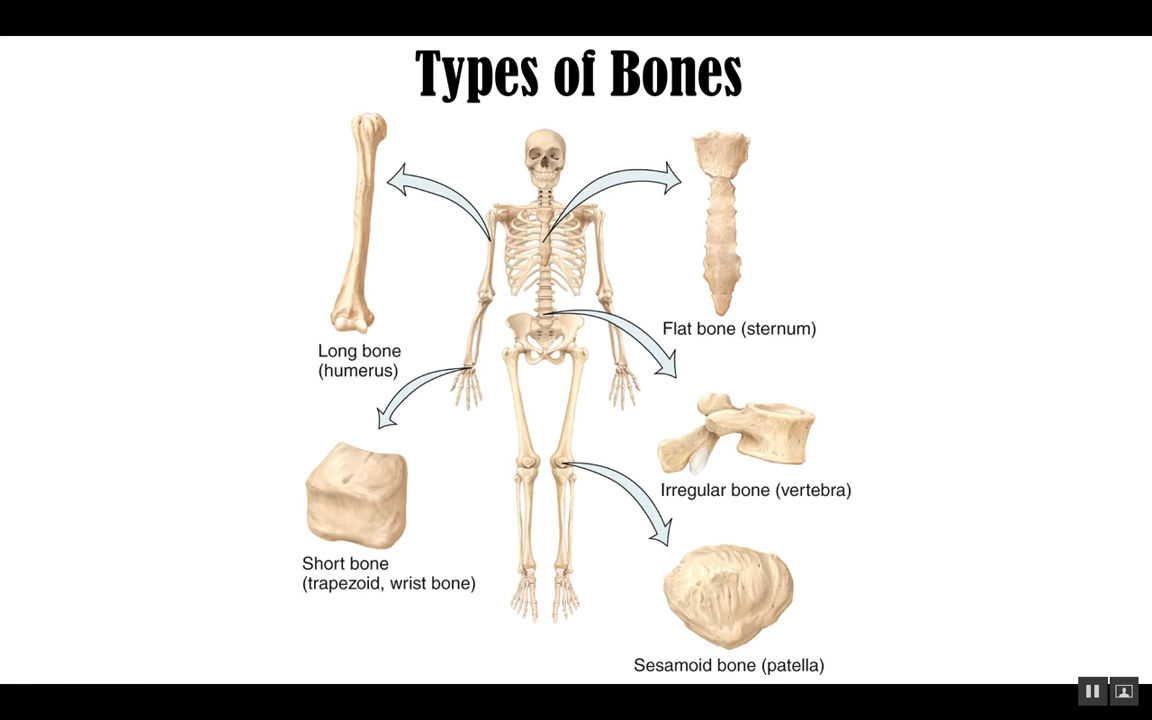 Types of Bones
Long bone
(humerus)
Flat bone (sternum)
Irregular bone (vertebra)
Short bone
(trapezoid, wrist bone)
Sesamoid bone (patella)